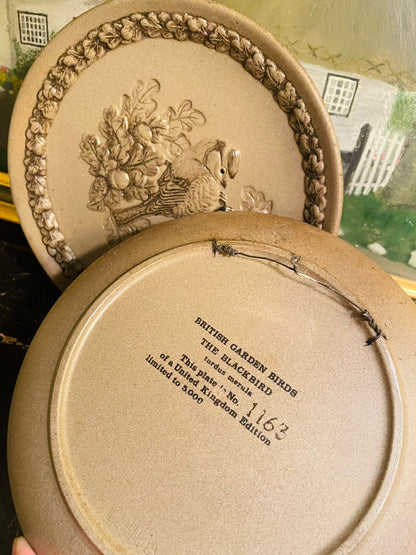 BRITISH GARDEN BIRDS
THE BLACKBIRD
turdus merula
This plate is No. 1163
of a United Kingdom Edition
limited to 5,000